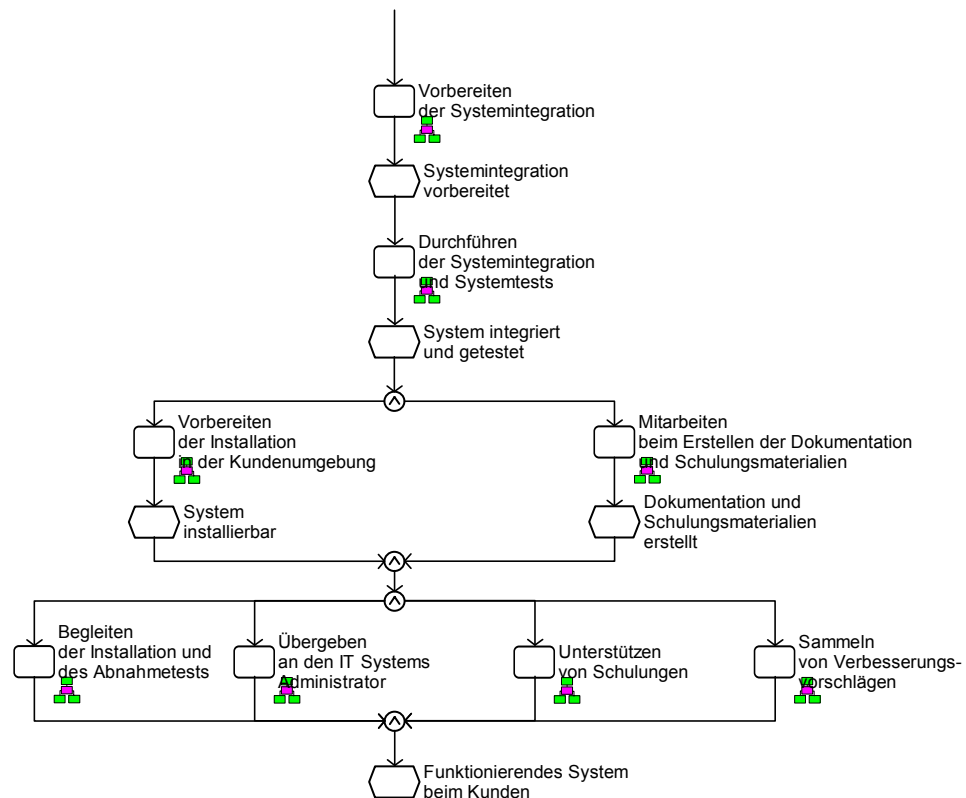 Vorbereiten
der Systemintegration
Systemintegration
vorbereitet
Durchführen
der Systemintegration
und Systemtests
System integriert
und getestet
Vorbereiten
der Installation
in der Kundenumgebung
Mitarbeiten
beim Erstellen der Dokumentation
und Schulungsmaterialien
System
installierbar
Dokumentation und
Schulungsmaterialien
erstellt
Begleiten
der Installation und
des Abnahmetests
Übergeben
an den IT Systems
Administrator
Unterstützen
von Schulungen
Sammeln
von Verbesserungs-
vorschlägen
Funktionierendes System
beim Kunden